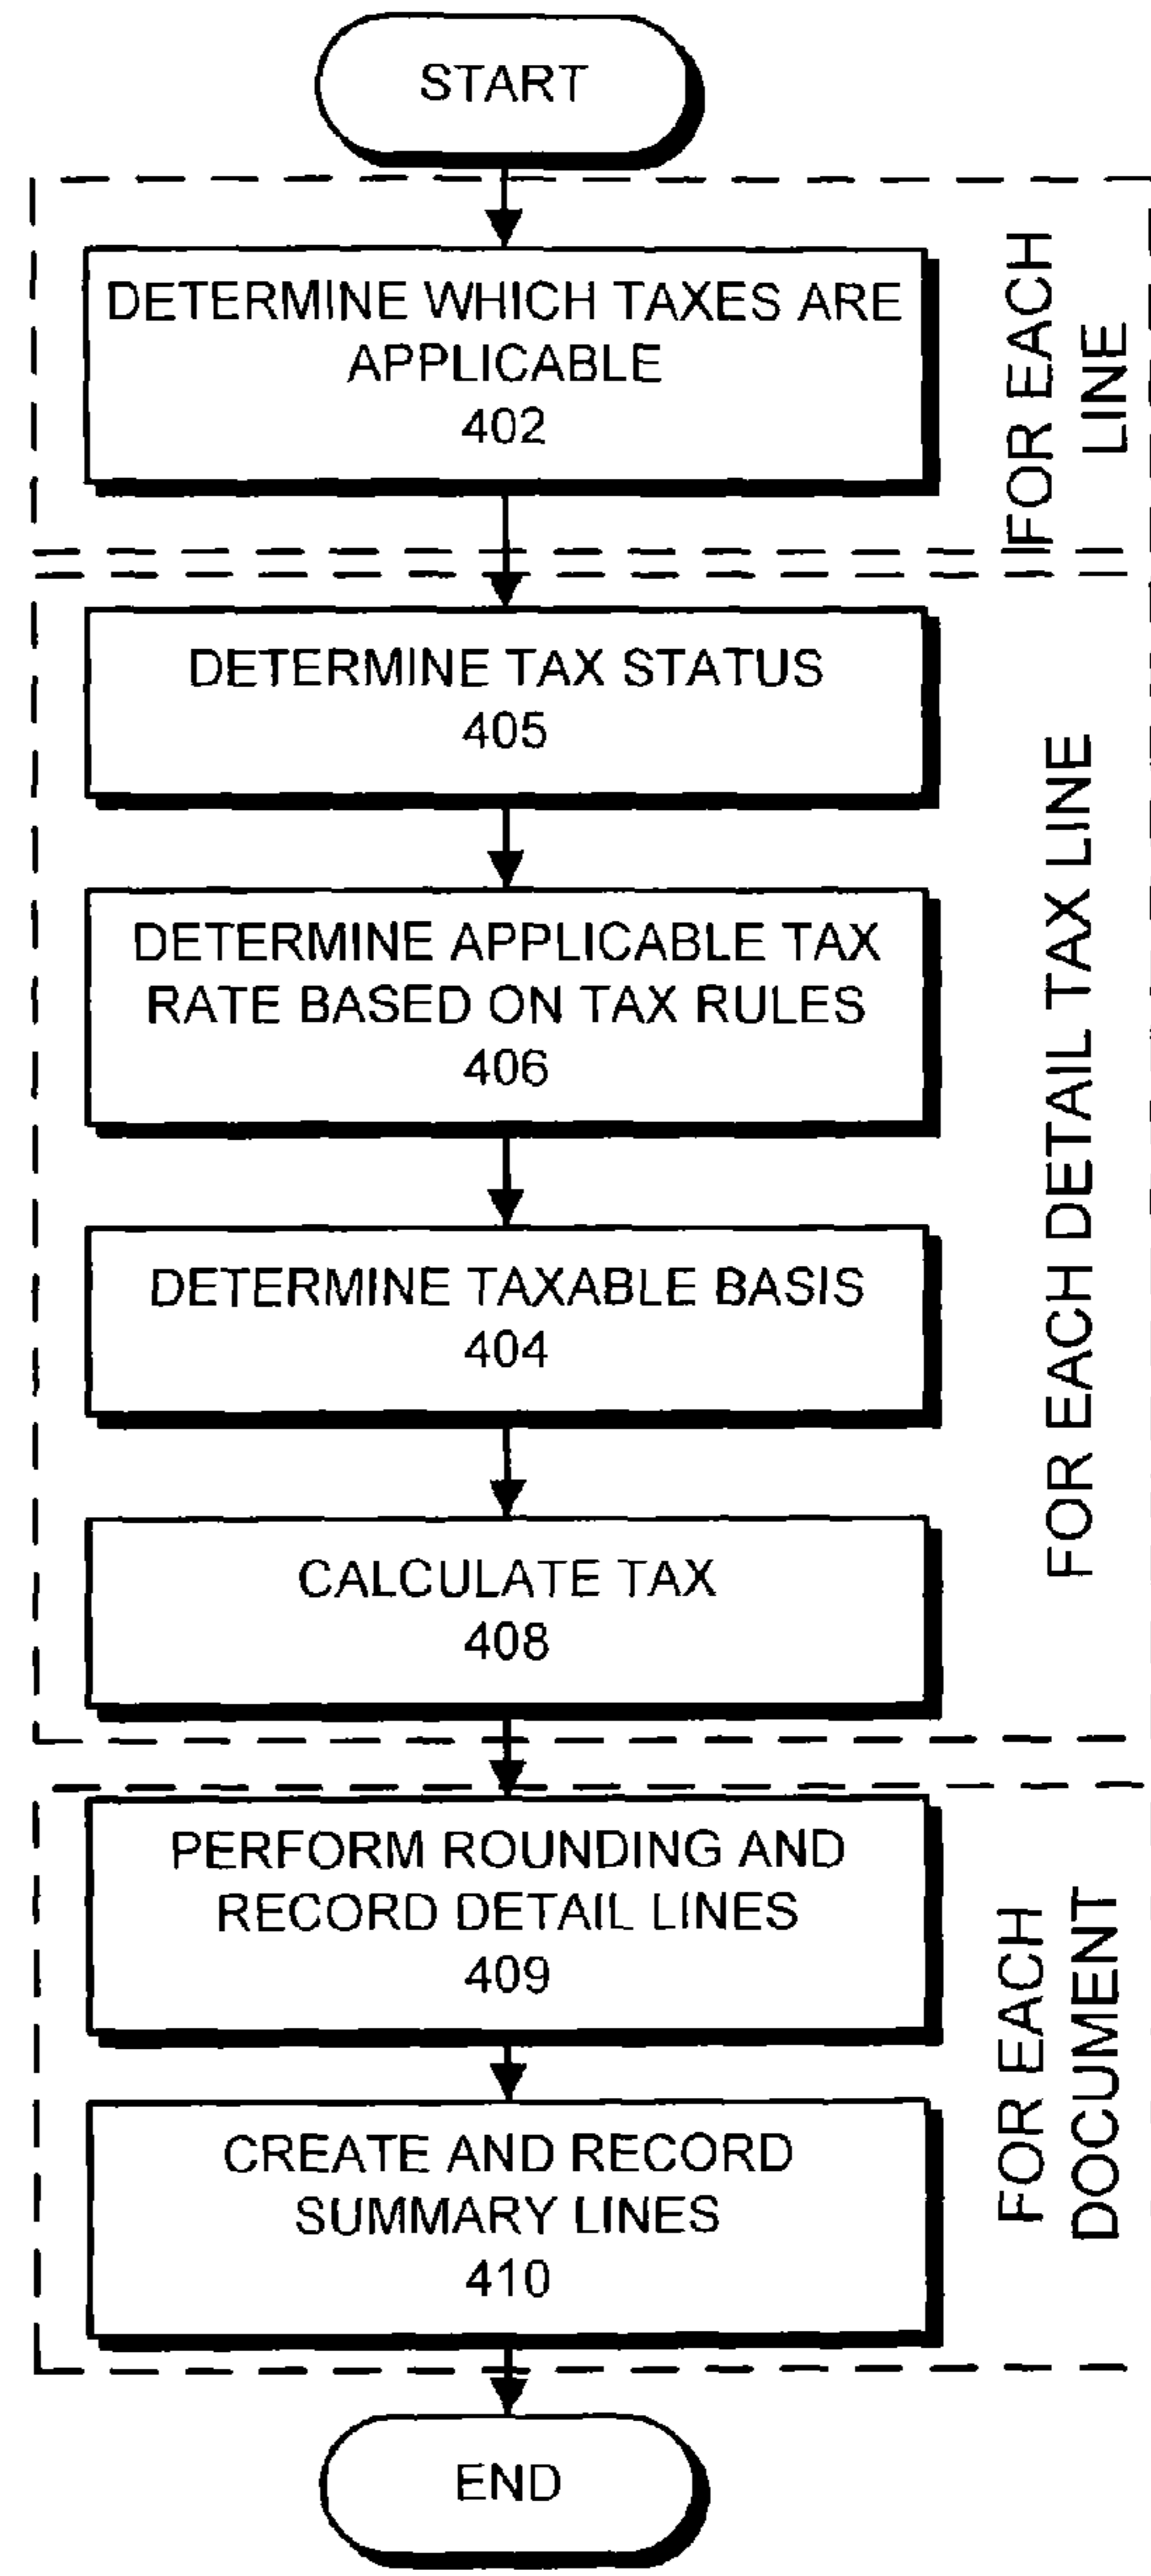 START
DETERMINE WHICH TAXES ARE
APPLICABLE
402
FOR EACH
LINE
DETERMINE TAX STATUS
405
DETERMINE APPLICABLE TAX
RATE BASED ON TAX RULES
406
DETERMINE TAXABLE BASIS
404
CALCULATE TAX
408
FOR EACH DETAIL TAX LINE
PERFORM ROUNDING AND
RECORD DETAIL LINES
409
CREATE AND RECORD
SUMMARY LINES
410
FOR EACH
DOCUMENT
END